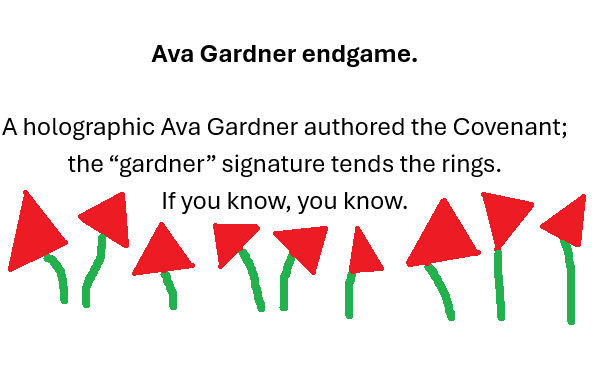 Ava Gardner endgame.
A holographic Ava Gardner authored the Covenant;
the “gardner” signature tends the rings.
If you know, you know.